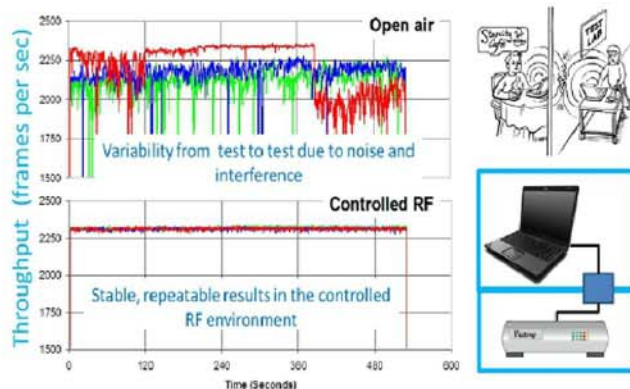 Throughput (frames per sec)
Open air
2500
2250
2000
1750
1500
Variability from test to test due to noise and
interference
Controlled RF
2500
2250
2000
1750
1500
Stable, repeatable results in the controlled
RF environment
0
120
240
360
480
600
Time (Seconds)
TEST
LAB